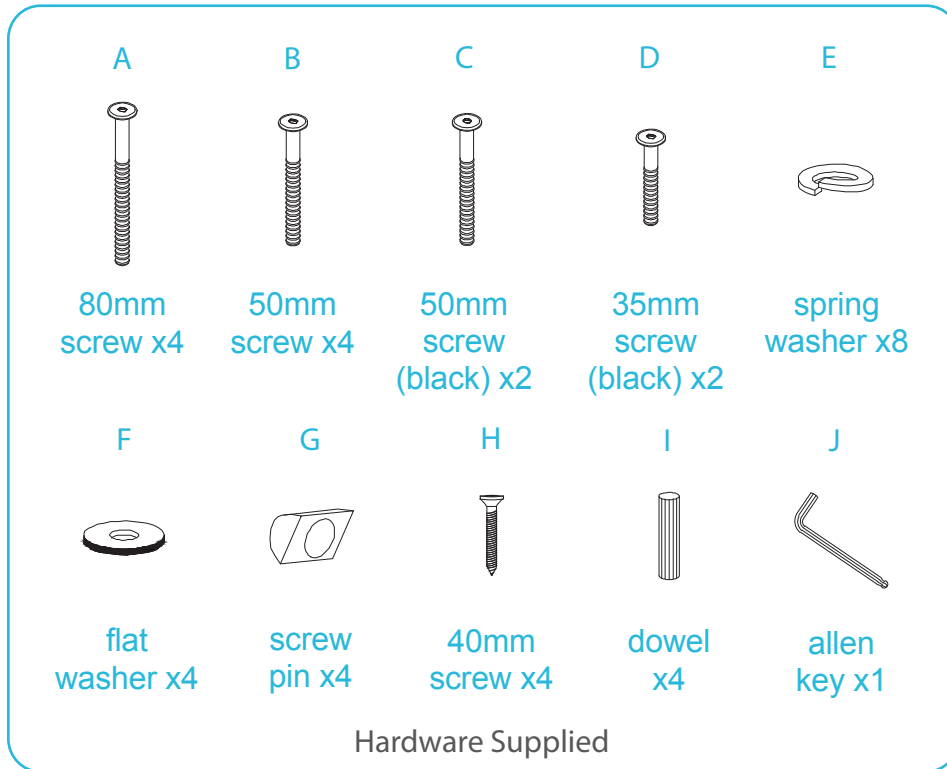 A
B
C
D
E
80mm
screw x4
50mm
screw x4
50mm
screw
(black) x2
35mm
screw
(black) x2
spring
washer x8
F
G
H
I
J
flat
washer x4
screw
pin x4
40mm
screw x4
dowel
x4
allen
key x1
Hardware Supplied